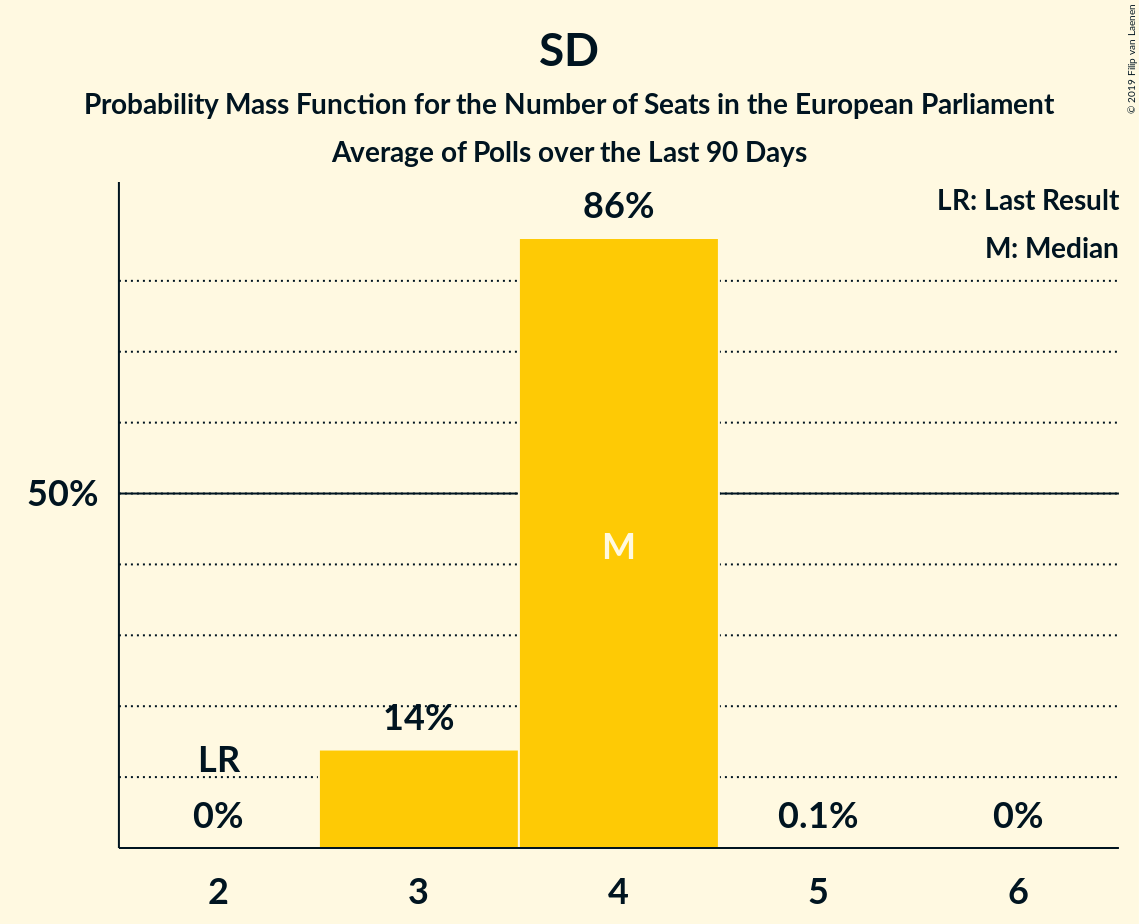 SD
Probability Mass Function for the Number of Seats in the European Parliament
Average of Polls over the Last 90 Days
© 2019 Filip van Laenen
LR: Last Result
M: Median
86%
50%
M
14%
LR
0%
0.1%
0%
2 3 4 5 6